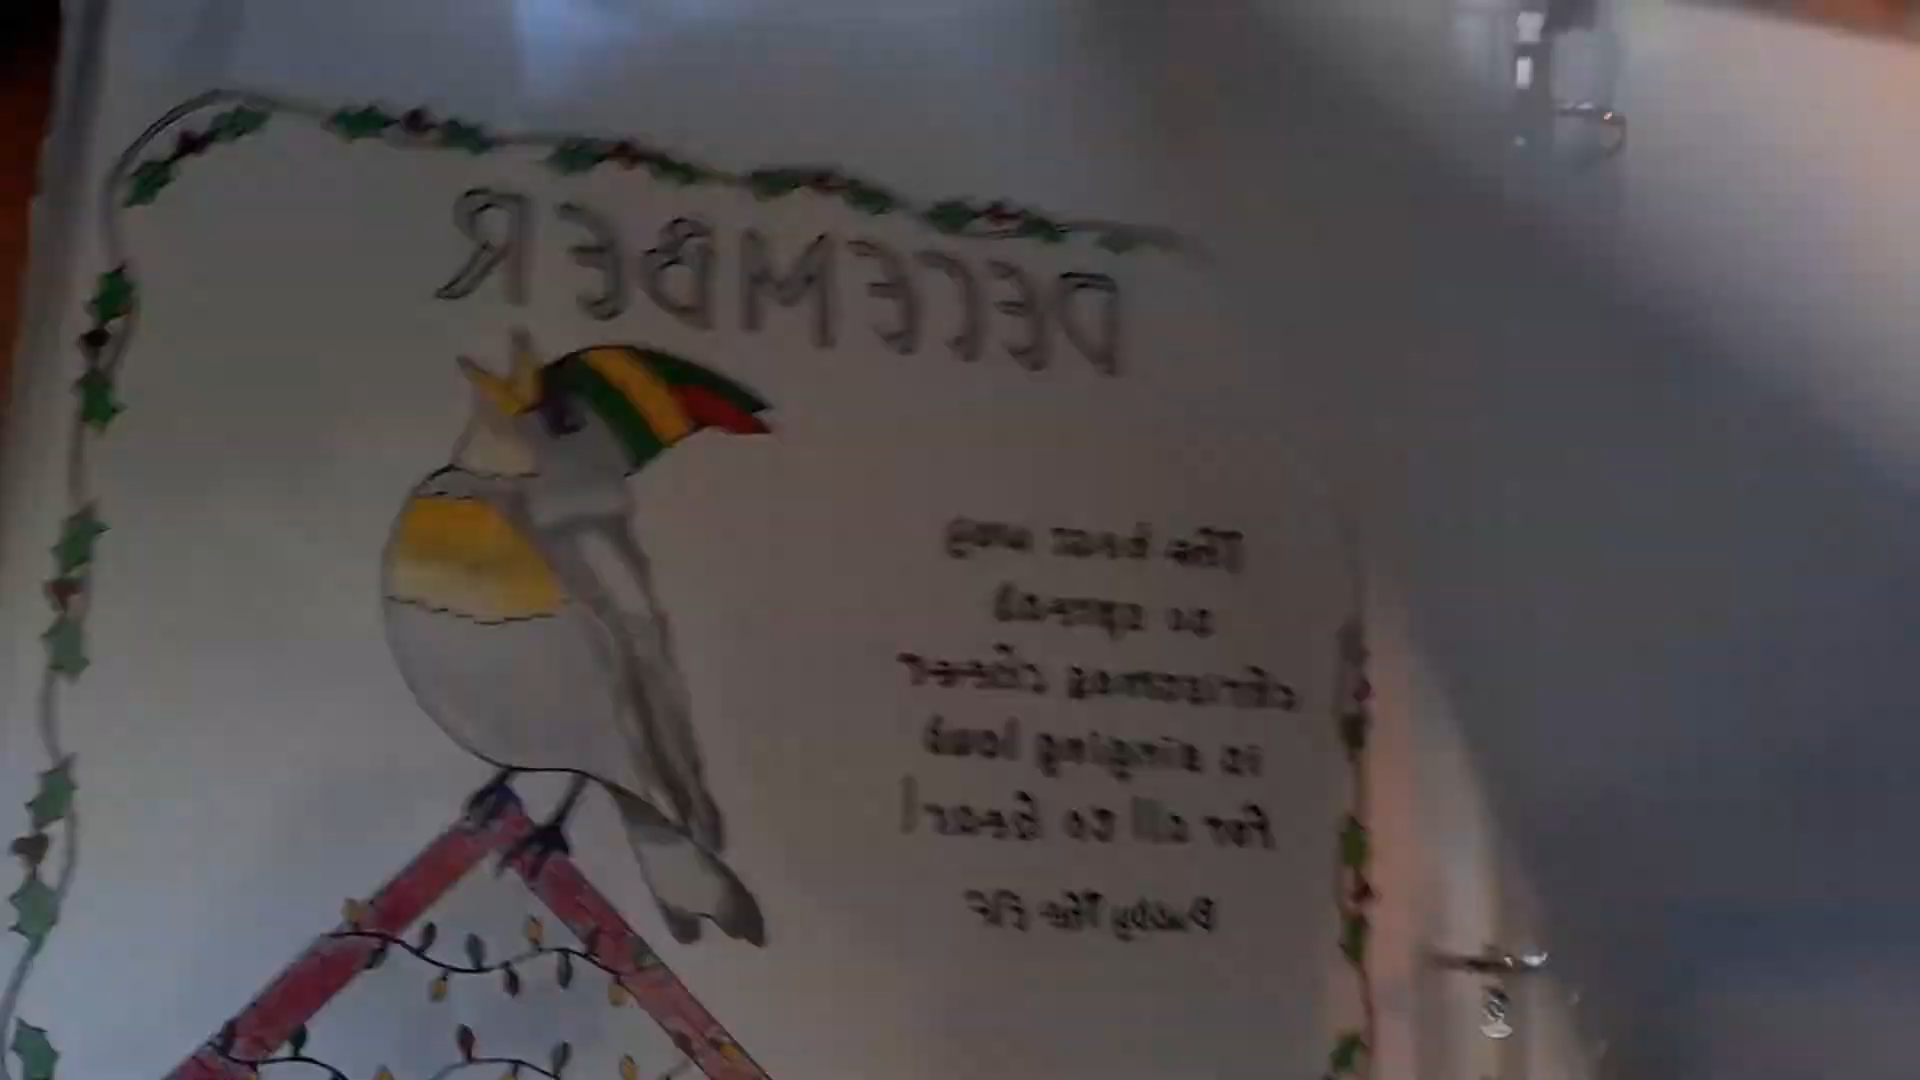 DECEMBER
The best way
to spread
christmas cheer
is singing loud
for all to hear!
Buddy The Elf